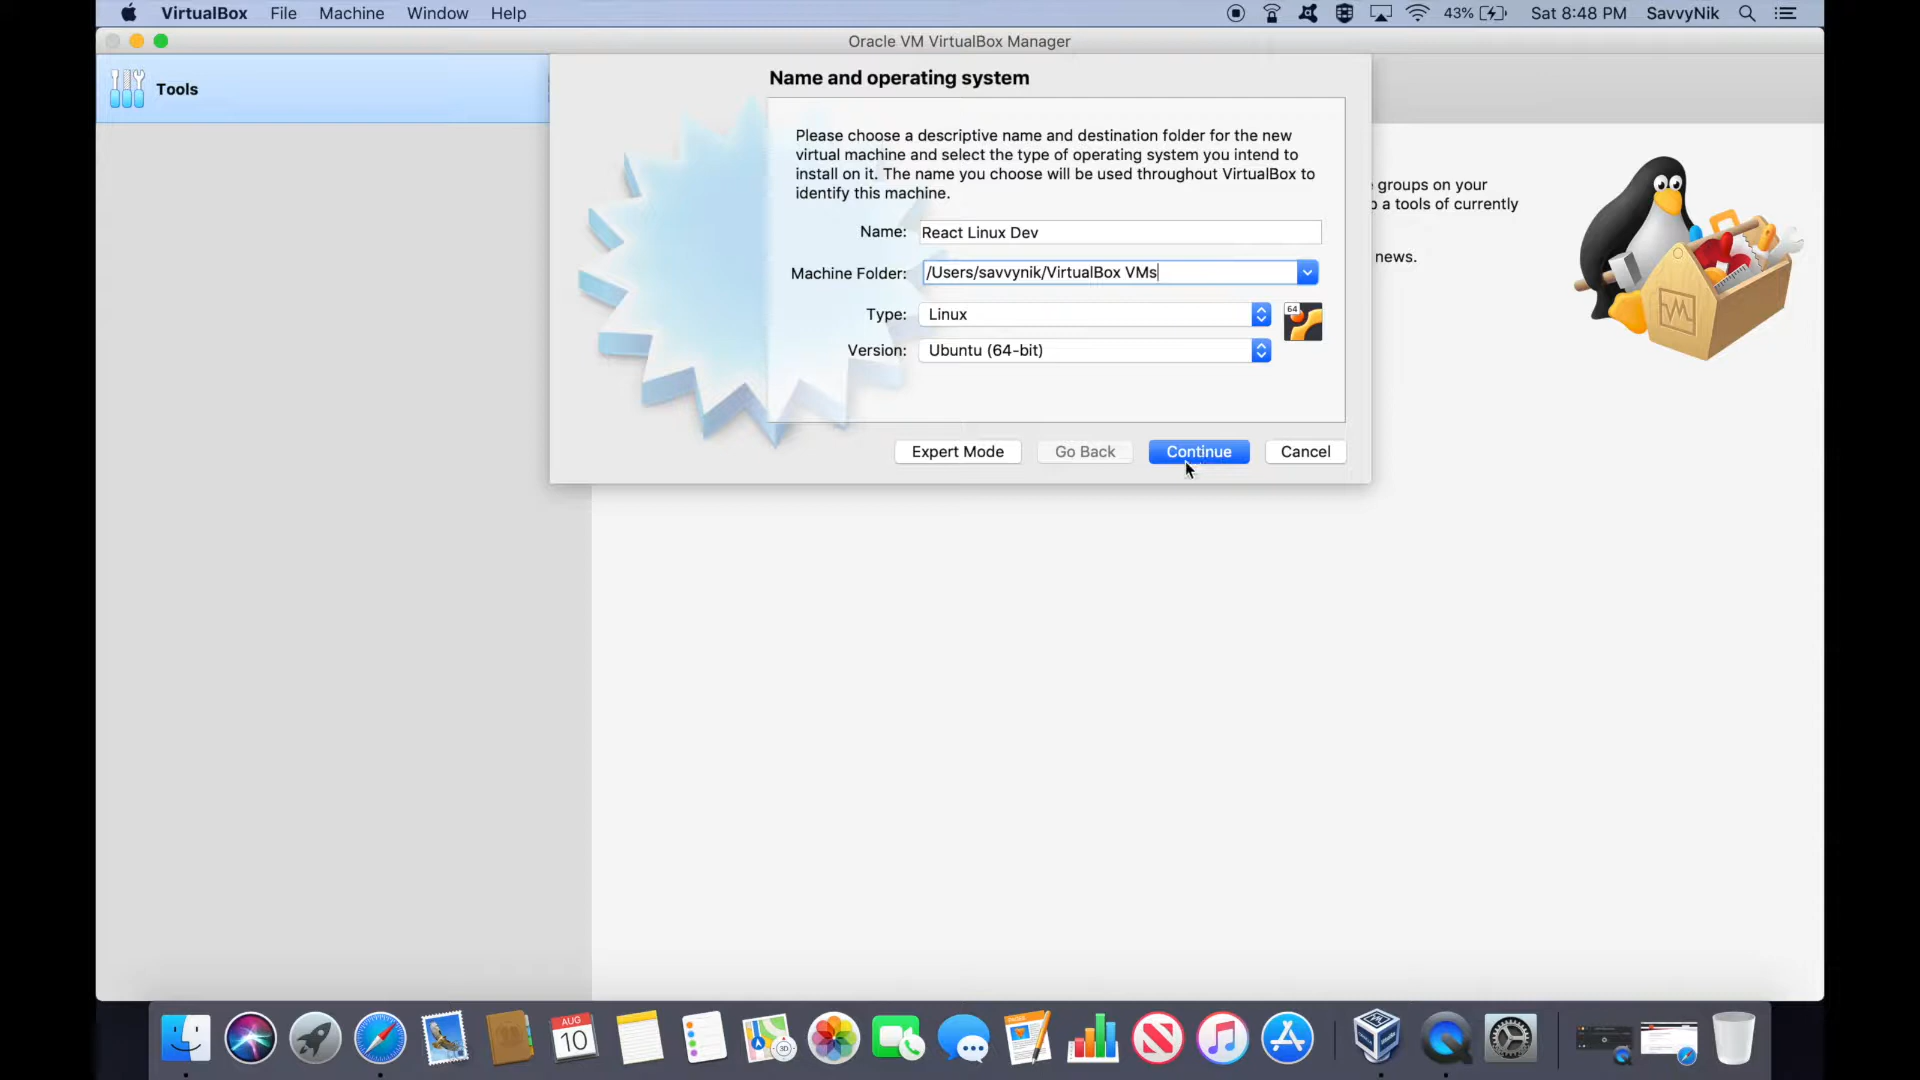 VirtualBox File Machine Window Help
43% Sat 8:48 PM SavvyNik
Oracle VM VirtualBox Manager
Tools
Name and operating system
Please choose a descriptive name and destination folder for the new
virtual machine and select the type of operating system you intend to
install on it. The name you choose will be used throughout VirtualBox to
identify this machine.
groups on your
a tools of currently
news.
Name: React Linux Dev
Machine Folder: /Users/savvynik/VirtualBox VMs
Type: Linux
64
Version: Ubuntu (64-bit)
Expert Mode Go Back Continue Cancel
AUG
10
3D